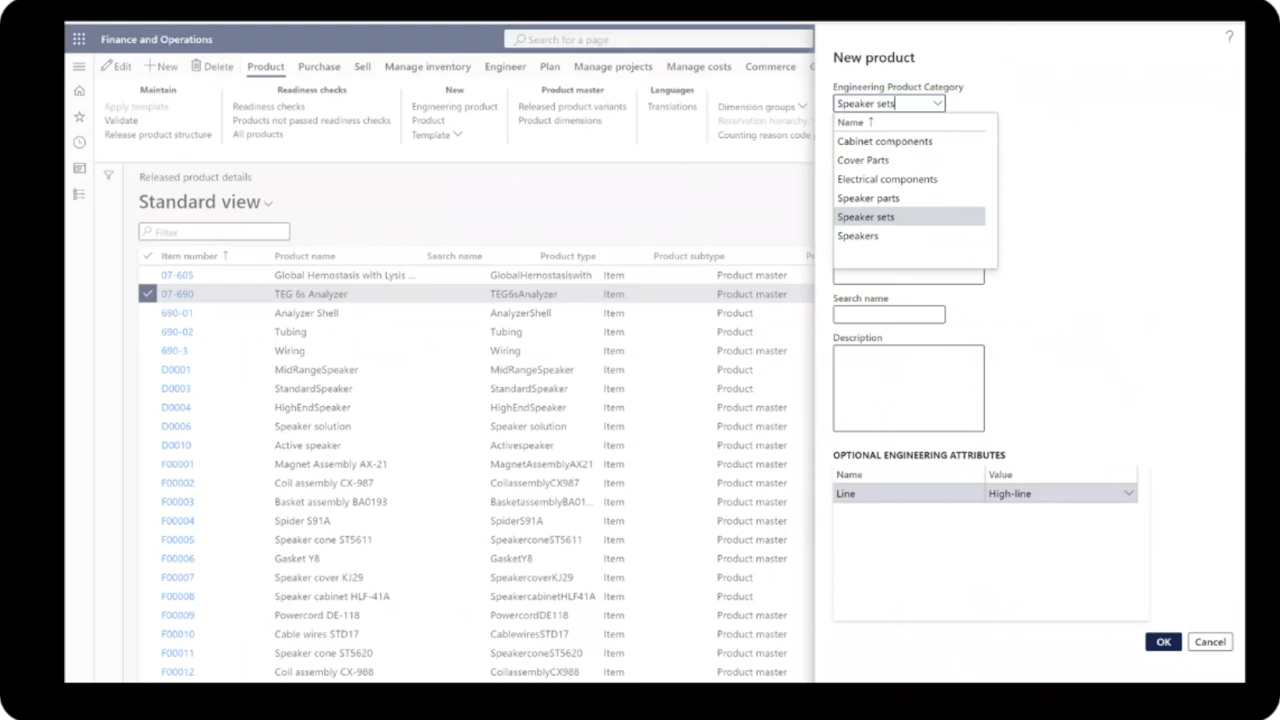 Finance and Operations
Search for a page
?
Edit New Delete Product Purchase Sell Manage inventory Engineer Plan Manage projects Manage costs Commerce
Maintain
Apply template
Validate
Release product structure
Readiness checks
Readiness checks
Products not passed readiness checks
All products
New
Engineering product
Product
Template
Product master
Released product variants
Product dimensions
Languages
Translations
Dimension groups
Reservation hierarchy
Counting reason code
Released product details
Standard view
Filter
Item number Product name Search name Product type Product subtype
07-605 Global Hemostasis with Lysis ... GlobalHemostasiswith Item Product master
07-690 TEG 6s Analyzer TEG6sAnalyzer Item Product master
690-01 Analyzer Shell AnalyzerShell Item Product
690-02 Tubing Tubing Item Product
690-3 Wiring Wiring Item Product master
D0001 MidRangeSpeaker MidRangeSpeaker Item Product
D0003 StandardSpeaker StandardSpeaker Item Product
D0004 HighEndSpeaker HighEndSpeaker Item Product master
D0006 Speaker solution Speaker solution Item Product master
D0010 Active speaker Activespeaker Item Product master
F00001 Magnet Assembly AX-21 MagnetAssemblyAX21 Item Product master
F00002 Coil assembly CX-987 CoilassemblyCX987 Item Product master
F00003 Basket assembly BA0193 BasketassemblyBA01... Item Product master
F00004 Spider S91A SpiderS91A Item Product master
F00005 Speaker cone ST5611 SpeakerconeST5611 Item Product master
F00006 Gasket Y8 GasketY8 Item Product master
F00007 Speaker cover KJ29 SpeakercoverKJ29 Item Product
F00008 Speaker cabinet HLF-41A SpeakercabinetHLF41A Item Product
F00009 Powercord DE-118 PowercordDE118 Item Product master
F00010 Cable wires STD17 CablewiresSTD17 Item Product master
F00011 Speaker cone ST5620 SpeakerconeST5620 Item Product master
F00012 Coil assembly CX-988 CoilassemblyCX988 Item Product master
New product
Engineering Product Category
Speaker sets
Name
Cabinet components
Cover Parts
Electrical components
Speaker parts
Speaker sets
Speakers
Search name
Description
OPTIONAL ENGINEERING ATTRIBUTES
Name Value
Line High-line
OK Cancel